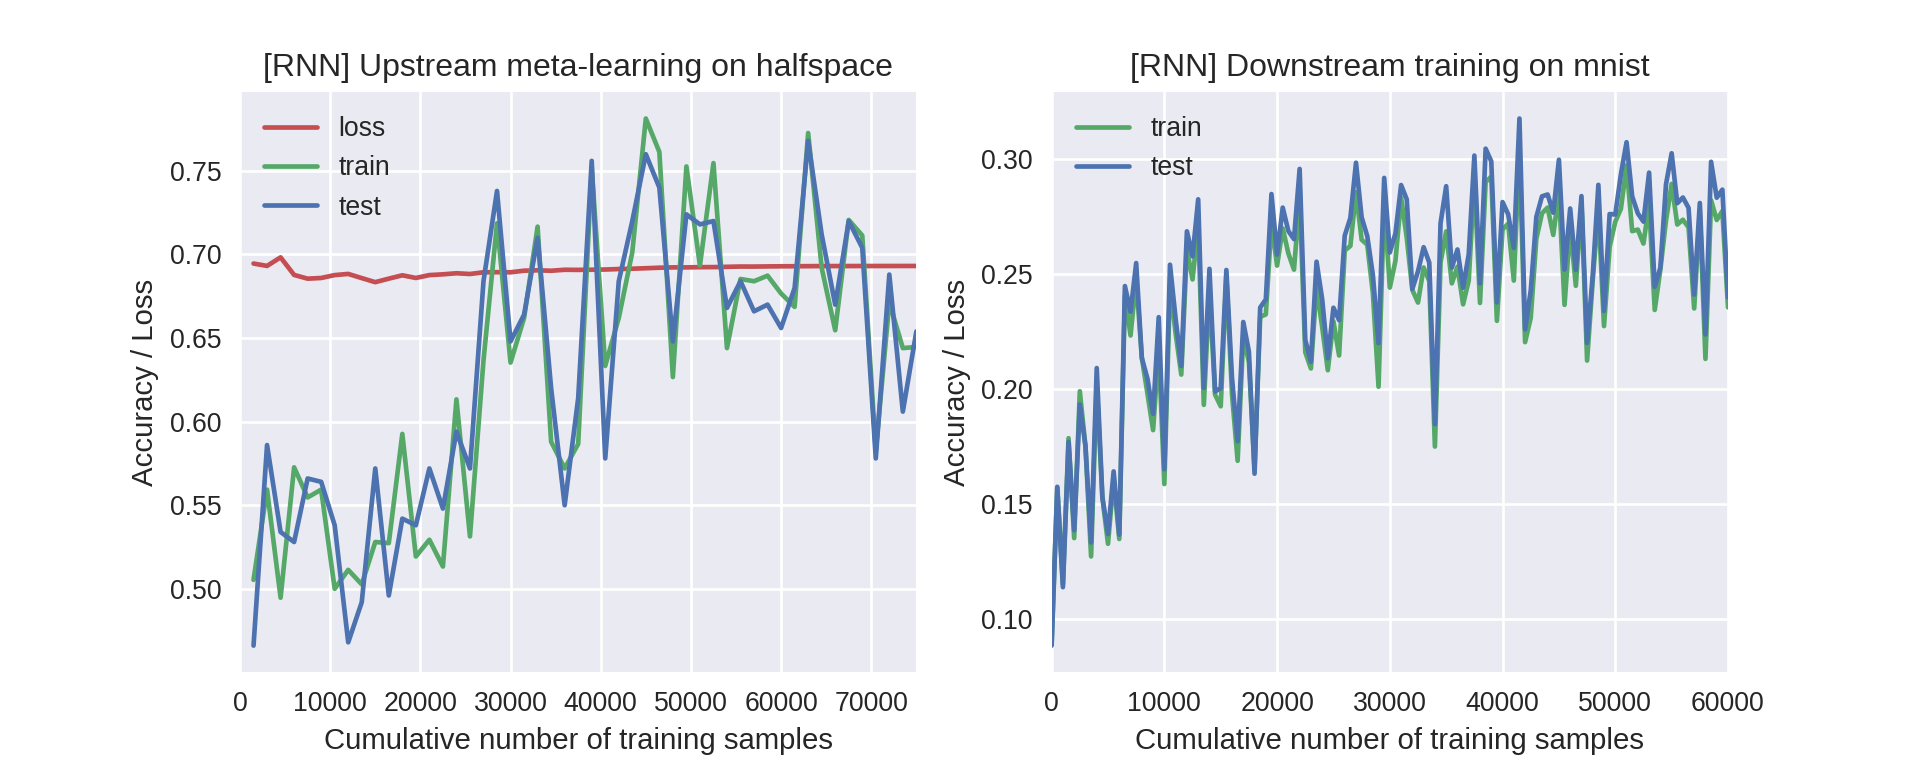 [RNN] Upstream meta-learning on halfspace
loss
train
test
0.75
0.70
0.65
0.60
0.55
0.50
Accuracy / Loss
0 10000 20000 30000 40000 50000 60000 70000
Cumulative number of training samples
[RNN] Downstream training on mnist
train
test
0.30
0.25
0.20
0.15
0.10
Accuracy / Loss
0 10000 20000 30000 40000 50000 60000
Cumulative number of training samples